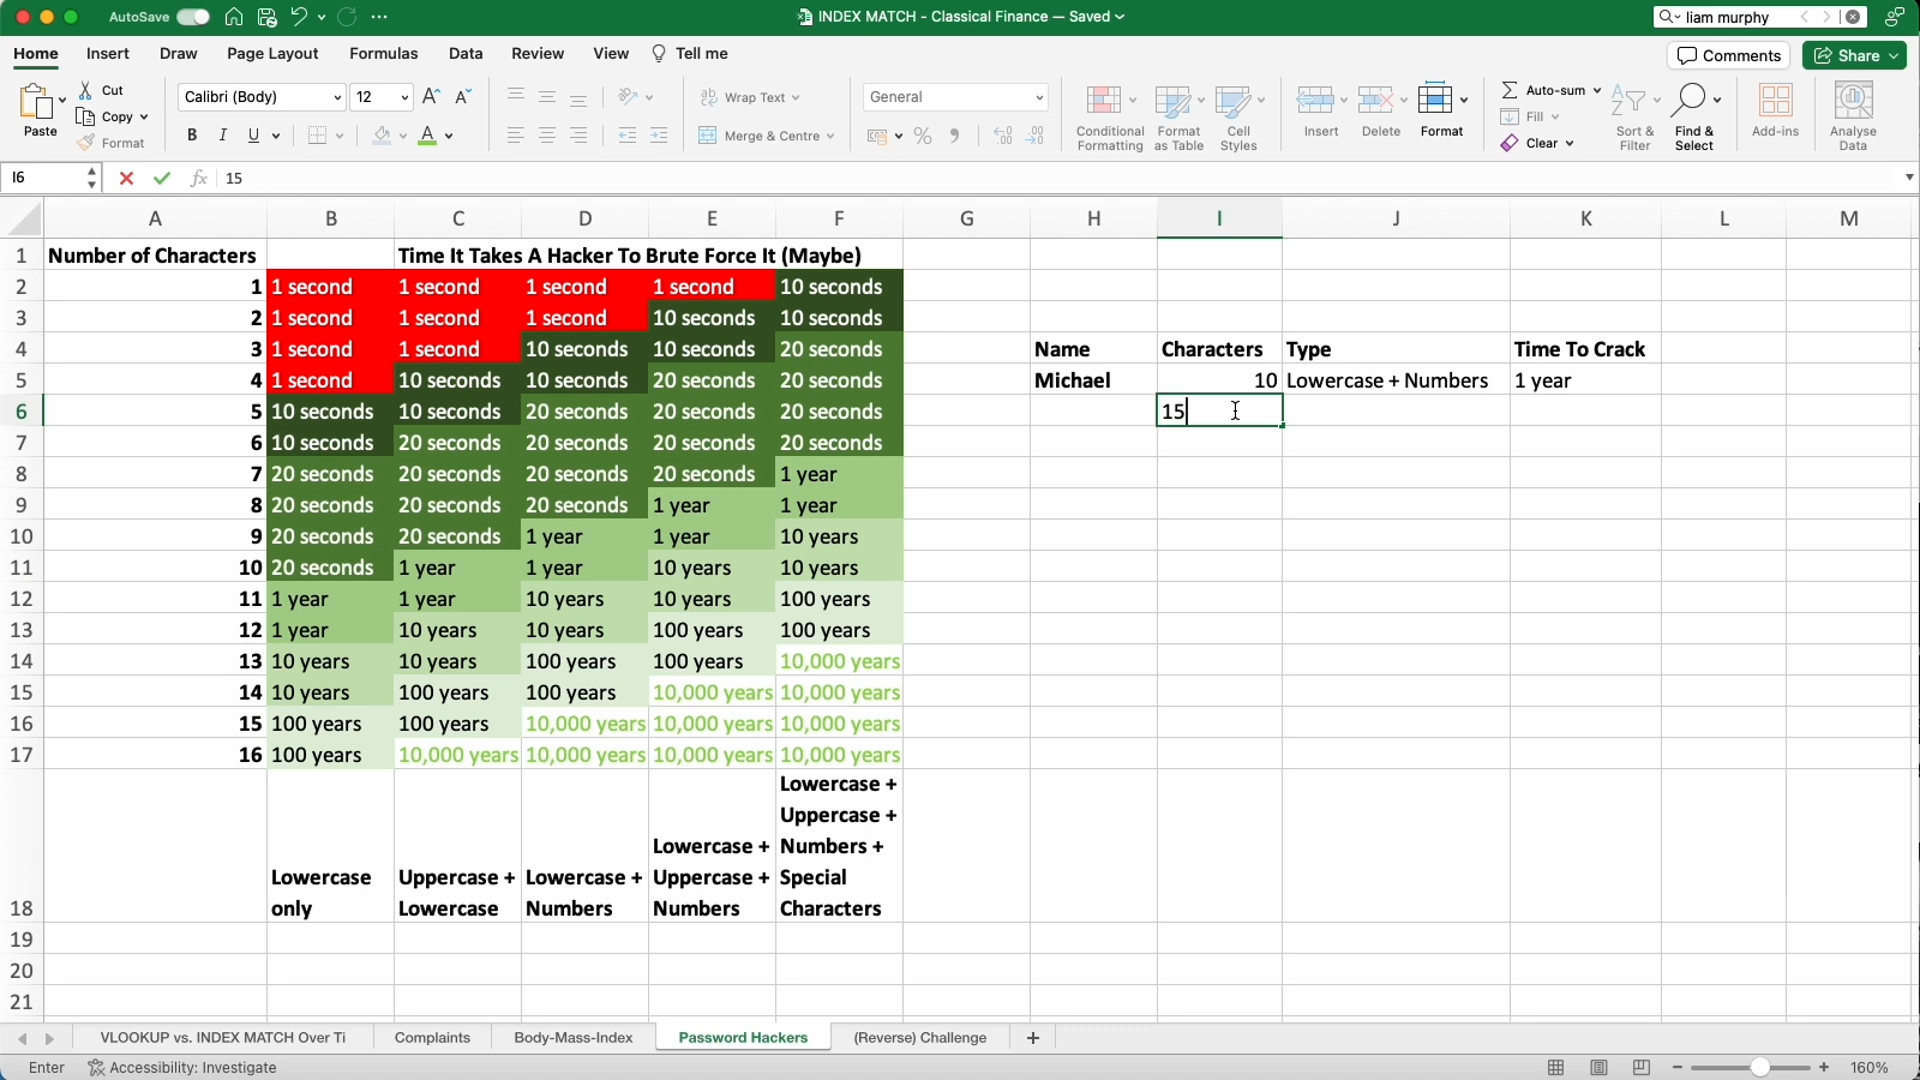 AutoSave
INDEX MATCH - Classical Finance — Saved
liam murphy
Home Insert Draw Page Layout Formulas Data Review View Tell me
Comments Share
Paste Cut Copy Format
Calibri (Body) 12
B I U A
Wrap Text
Merge & Centre
General
Conditional Formatting
Format as Table
Cell Styles
Insert Delete Format
Auto-sum
Fill
Clear
Sort & Filter
Find & Select
Add-ins
Analyse Data
I6 fx 15
A B C D E F G H I J K L M
1 Number of Characters Time It Takes A Hacker To Brute Force It (Maybe)
2 1 1 second 1 second 1 second 1 second 10 seconds
3 2 1 second 1 second 1 second 10 seconds 10 seconds
4 3 1 second 1 second 10 seconds 10 seconds 20 seconds Name Characters Type Time To Crack
5 4 1 second 10 seconds 10 seconds 20 seconds 20 seconds Michael 10 Lowercase + Numbers 1 year
6 5 10 seconds 10 seconds 20 seconds 20 seconds 20 seconds 15
7 6 10 seconds 20 seconds 20 seconds 20 seconds 20 seconds
8 7 20 seconds 20 seconds 20 seconds 20 seconds 1 year
9 8 20 seconds 20 seconds 20 seconds 1 year 1 year
10 9 20 seconds 20 seconds 1 year 1 year 10 years
11 10 20 seconds 1 year 1 year 10 years 10 years
12 11 1 year 1 year 10 years 10 years 100 years
13 12 1 year 10 years 10 years 100 years 100 years
14 13 10 years 10 years 100 years 100 years 10,000 years
15 14 10 years 100 years 100 years 10,000 years 10,000 years
16 15 100 years 100 years 10,000 years 10,000 years 10,000 years
17 16 100 years 10,000 years 10,000 years 10,000 years 10,000 years
Lowercase +
Uppercase +
Lowercase + Numbers +
Lowercase Uppercase + Lowercase + Uppercase + Special
18 only Lowercase Numbers Numbers Characters
19
20
21
VLOOKUP vs. INDEX MATCH Over Ti Complaints Body-Mass-Index Password Hackers (Reverse) Challenge +
Enter Accessibility: Investigate 160%